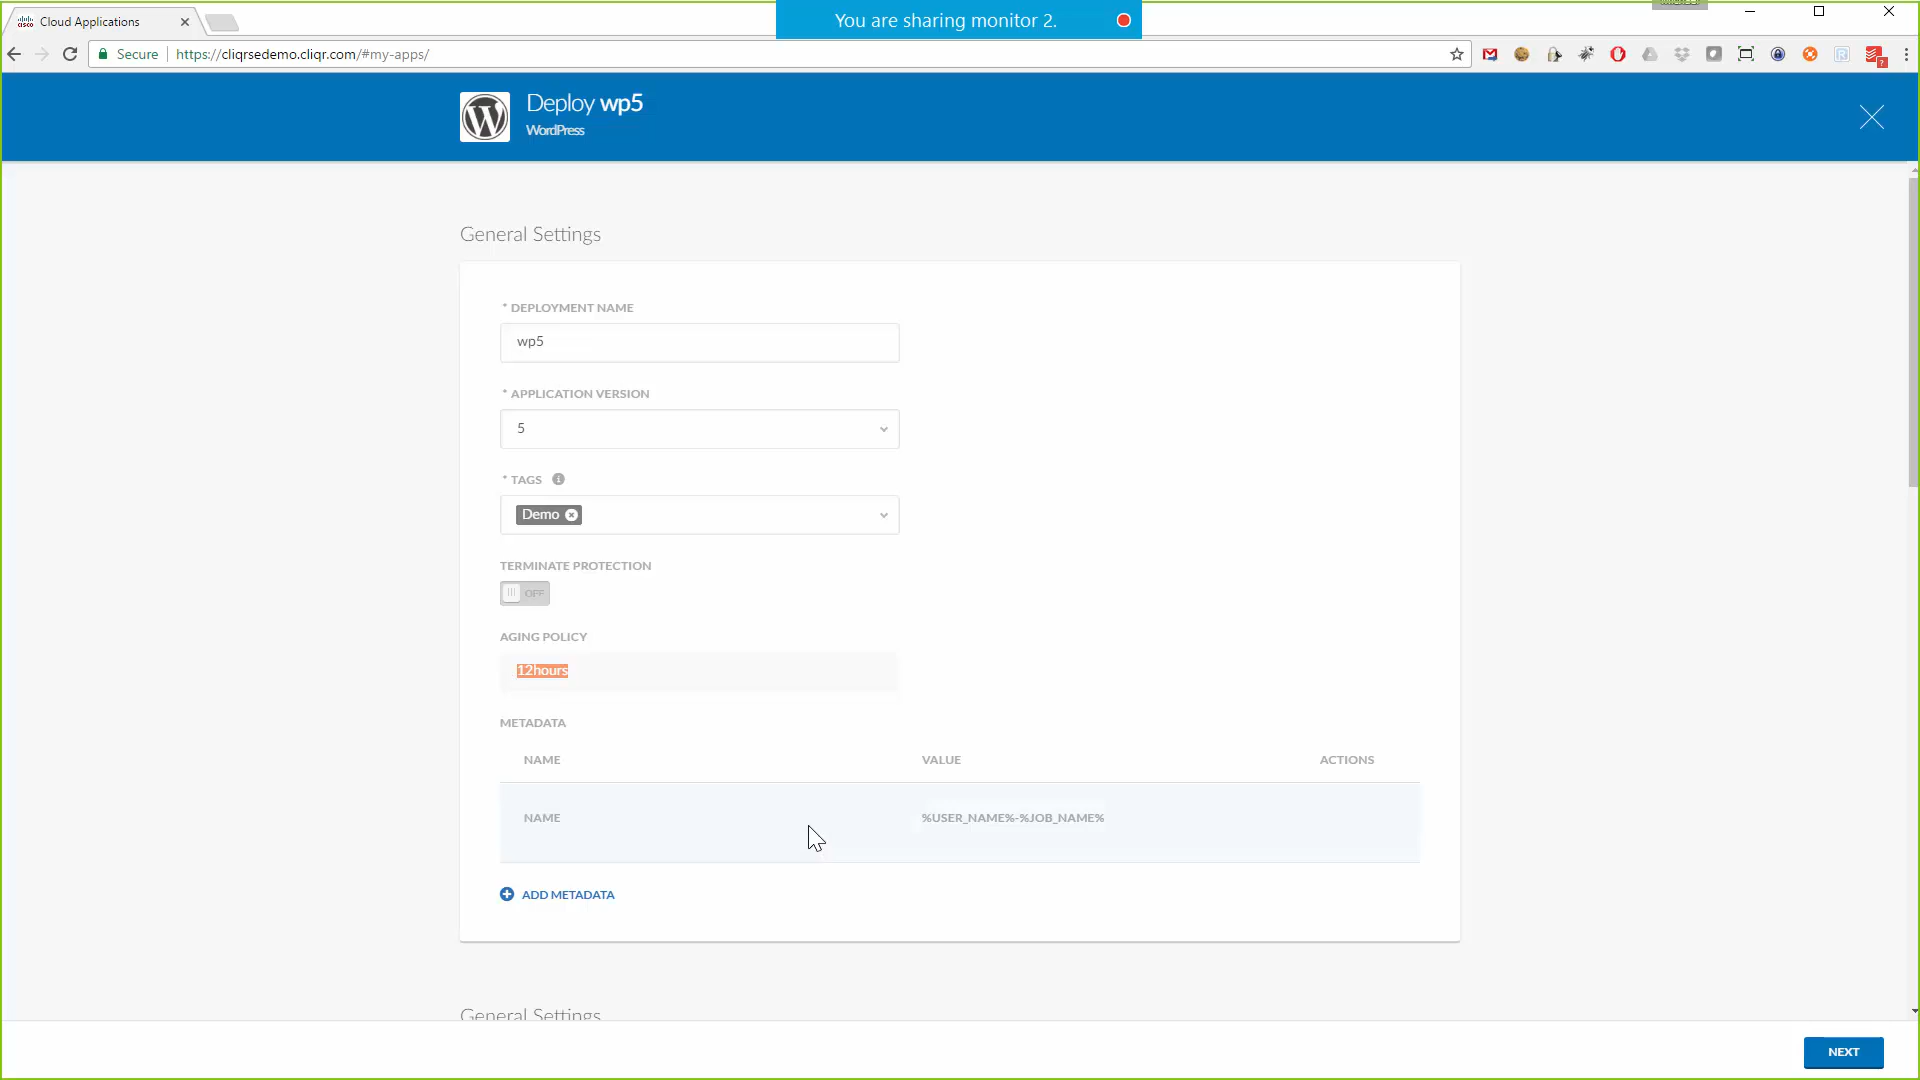 You are sharing monitor 2.
Cloud Applications
Secure
https://cliqrsedemo.cliqr.com/#my-apps/
Deploy wp5
WordPress
General Settings
* DEPLOYMENT NAME
wp5
* APPLICATION VERSION
5
* TAGS
Demo
TERMINATE PROTECTION
OFF
AGING POLICY
12hours
METADATA
NAME VALUE ACTIONS
NAME %USER_NAME%-%JOB_NAME%
ADD METADATA
General Settings
NEXT